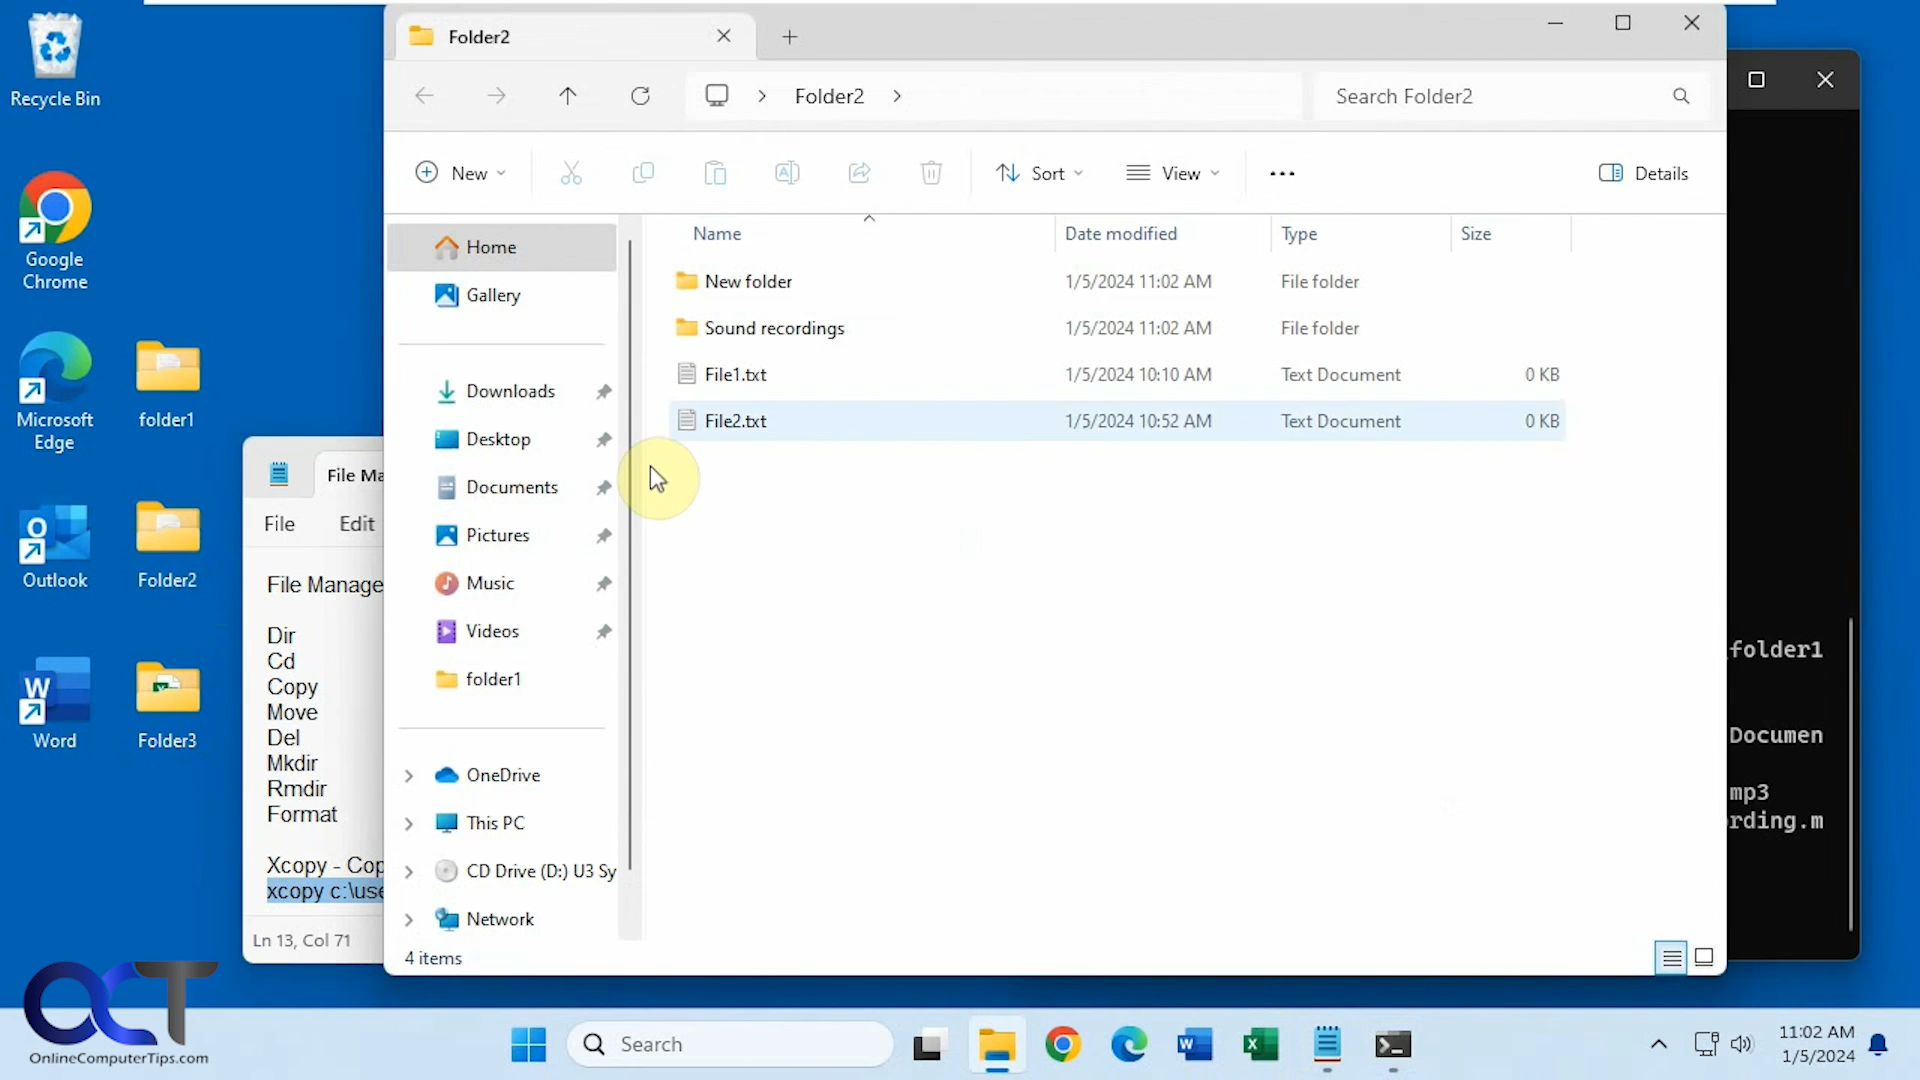 Recycle Bin
Google
Chrome
Microsoft
Edge
folder1
Outlook
Folder2
Word
Folder3
File Ma
File Edit
File Manage
Dir
Cd
Copy
Move
Del
Mkdir
Rmdir
Format
Xcopy - Cop
xcopy c:\use
Ln 13, Col 71
Folder2
Folder2
Search Folder2
New
Sort
View
Details
Home
Gallery
Downloads
Desktop
Documents
Pictures
Music
Videos
folder1
OneDrive
This PC
CD Drive (D:) U3 Sy
Network
4 items
Name Date modified Type Size
New folder 1/5/2024 11:02 AM File folder
Sound recordings 1/5/2024 11:02 AM File folder
File1.txt 1/5/2024 10:10 AM Text Document 0 KB
File2.txt 1/5/2024 10:52 AM Text Document 0 KB
folder1
Documen
mp3
rding.m
OCT
OnlineComputerTips.com
Search
11:02 AM
1/5/2024